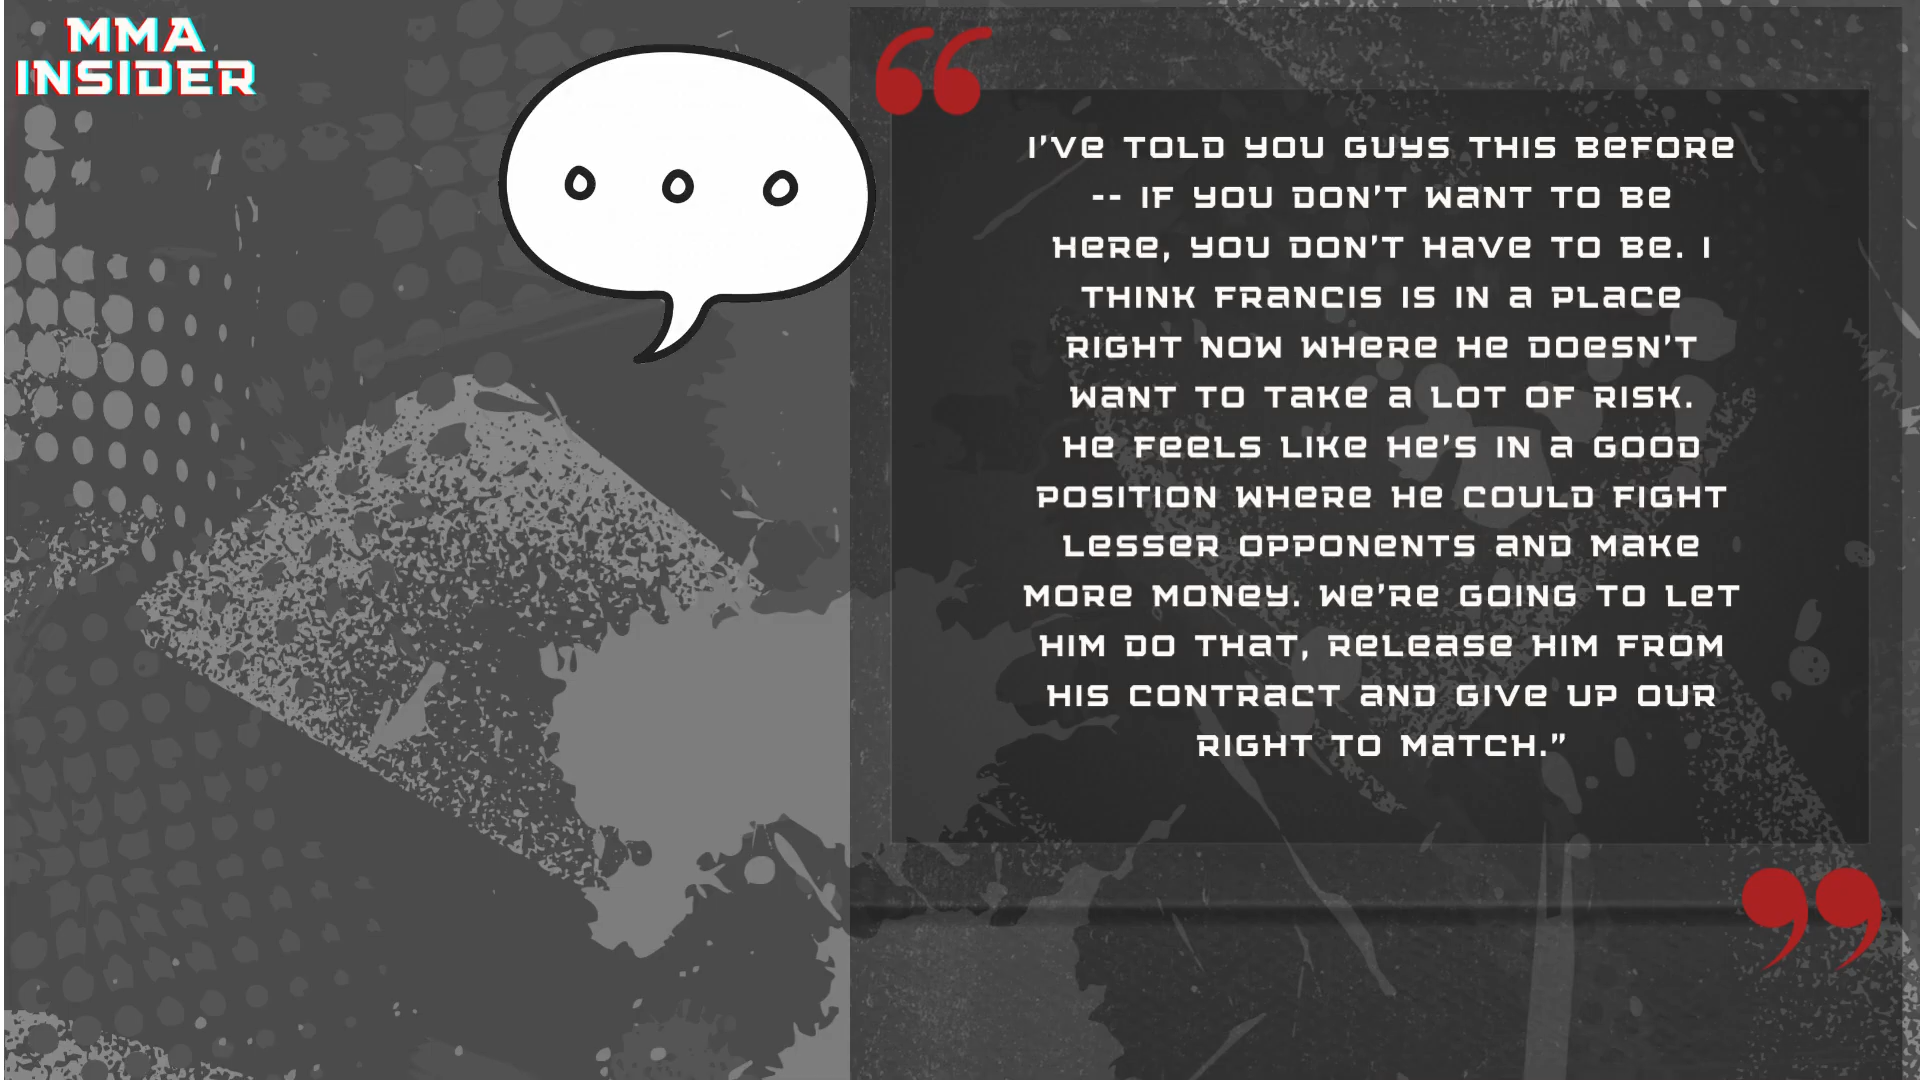 MMA
INSIDER
“
I'VE TOLD YOU GUYS THIS BEFORE
-- IF YOU DON'T WANT TO BE
HERE, YOU DON'T HAVE TO BE. I
THINK FRANCIS IS IN A PLACE
RIGHT NOW WHERE HE DOESN'T
WANT TO TAKE A LOT OF RISK.
HE FEELS LIKE HE'S IN A GOOD
POSITION WHERE HE COULD FIGHT
LESSER OPPONENTS AND MAKE
MORE MONEY. WE'RE GOING TO LET
HIM DO THAT, RELEASE HIM FROM
HIS CONTRACT AND GIVE UP OUR
RIGHT TO MATCH.”
”